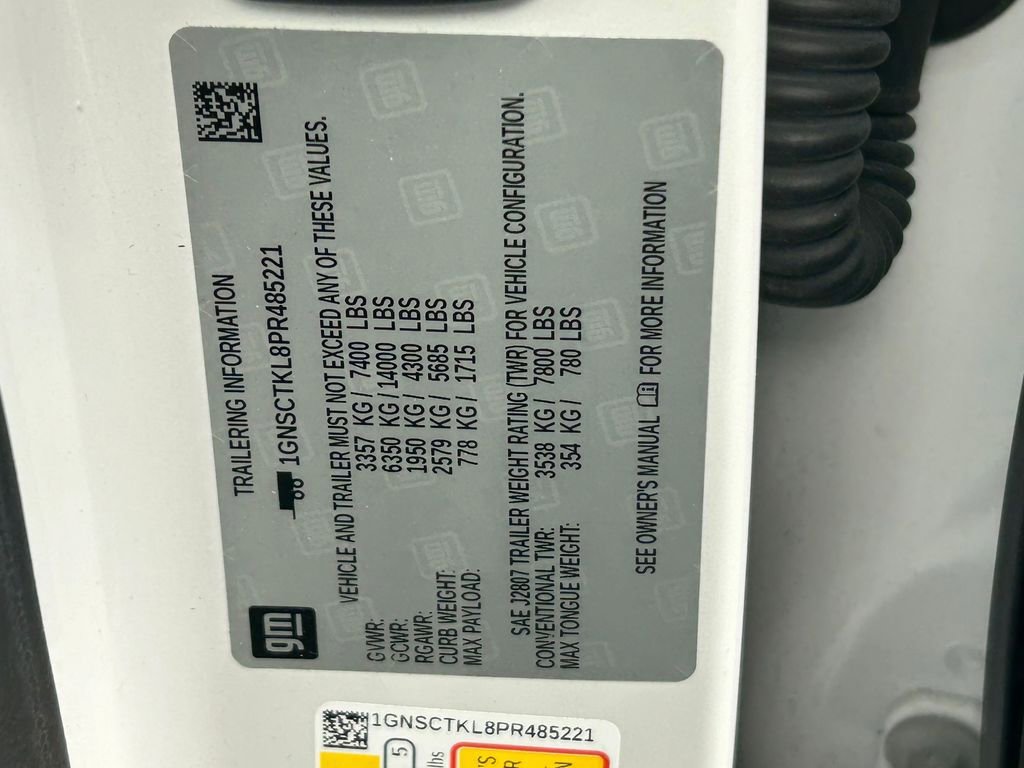 gm
TRAILERING INFORMATION
1GNSCTKL8PR485221
VEHICLE AND TRAILER MUST NOT EXCEED ANY OF THESE VALUES.
GVWR: 3357 KG / 7400 LBS
GCWR: 6350 KG / 14000 LBS
RGAWR: 1950 KG / 4300 LBS
CURB WEIGHT: 2579 KG / 5685 LBS
MAX PAYLOAD: 778 KG / 1715 LBS
SAE J2807 TRAILER WEIGHT RATING (TWR) FOR VEHICLE CONFIGURATION.
CONVENTIONAL TWR: 3538 KG / 7800 LBS
MAX TONGUE WEIGHT: 354 KG / 780 LBS
SEE OWNER'S MANUAL FOR MORE INFORMATION
1GNSCTKL8PR485221
5
lbs